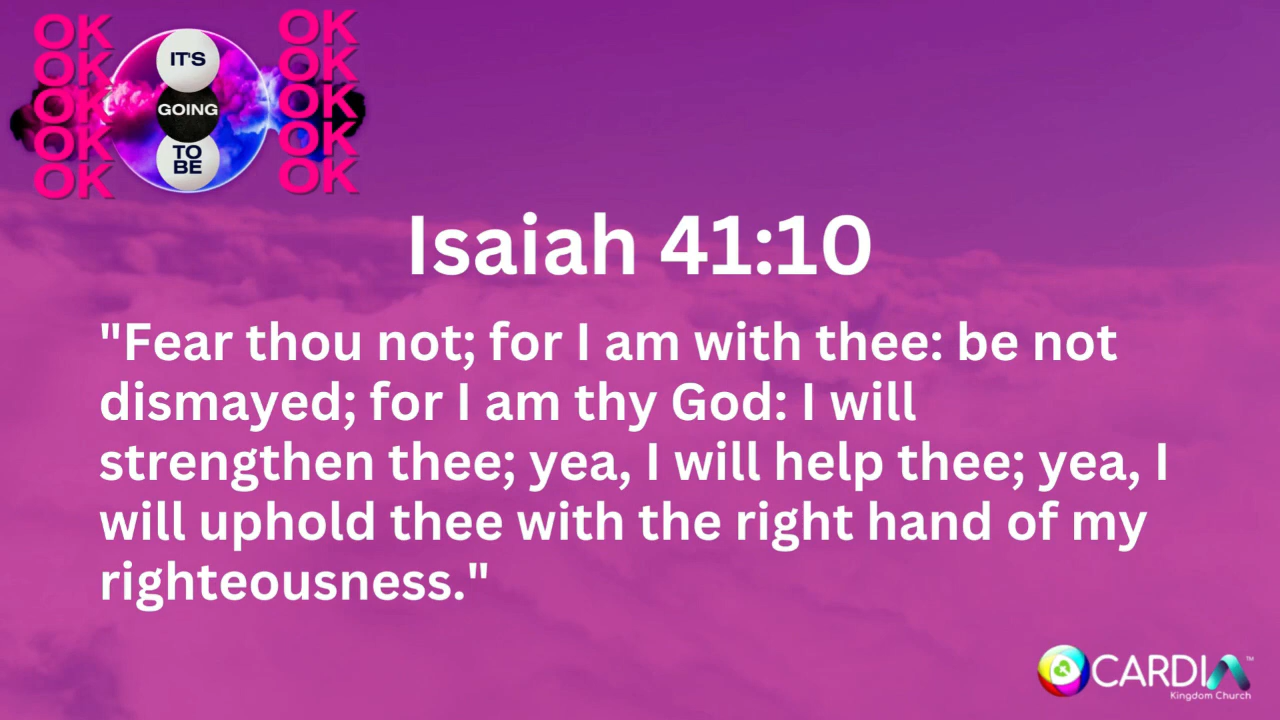 OK OK
OK IT'S OK
OK GOING OK
OK TO OK
BE
OK OK
Isaiah 41:10
"Fear thou not; for I am with thee: be not
dismayed; for I am thy God: I will
strengthen thee; yea, I will help thee; yea, I
will uphold thee with the right hand of my
righteousness."
CARDIA™
Kingdom Church